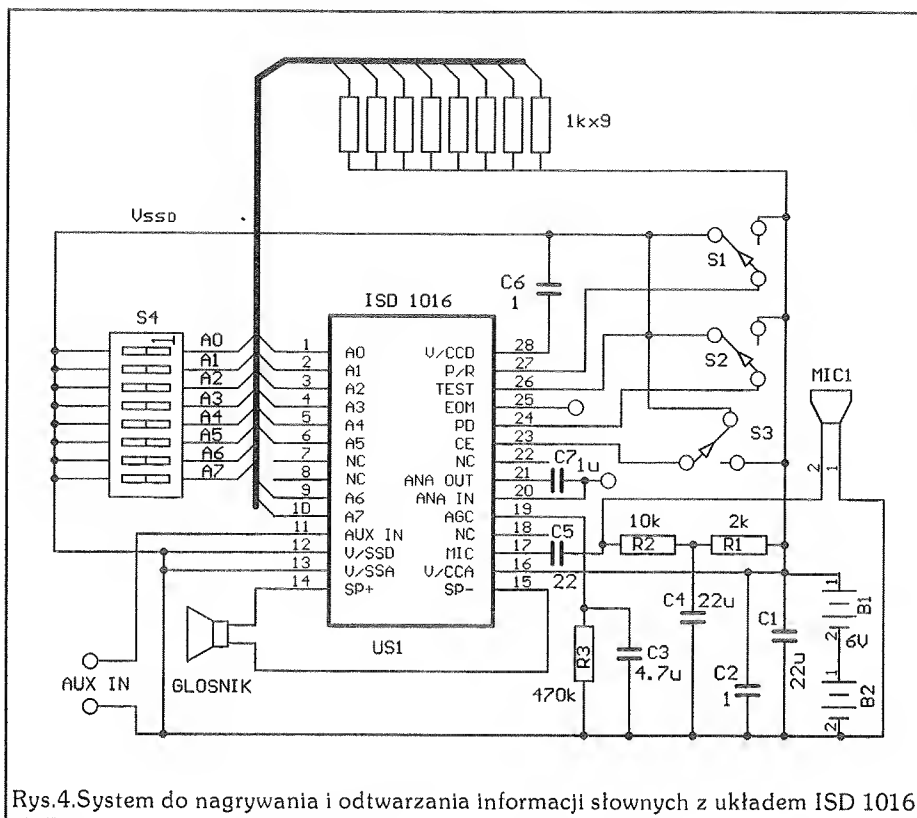 1kx9
VSSD
S1
C6
1
ISD 1016
S4
A0
A1
A2
A3
A4
A5
A6
A7
1
2
3
4
5
6
7
8
9
10
11
12
13
14
A0
A1
A2
A3
A4
A5
NC
NC
A6
A7
AUX IN
V/SSD
V/SSA
SP+
V/CCD
P/R
TEST
EOM
PD
CE
NC
ANA OUT
ANA IN
AGC
NC
MIC
V/CCA
SP-
28
27
26
25
24
23
22
21
20
19
18
17
16
15
S2
MIC1
S3
2
1
C7 1u
C5
22
10k
R2
2k
R1
US1
C4 22u
C1
22u
1
B1
2
6V
1
B2
2
R3
470k
C3
4.7u
C2
1
GLOSNIK
AUX IN
Rys.4.System do nagrywania i odtwarzania informacji słownych z układem ISD 1016